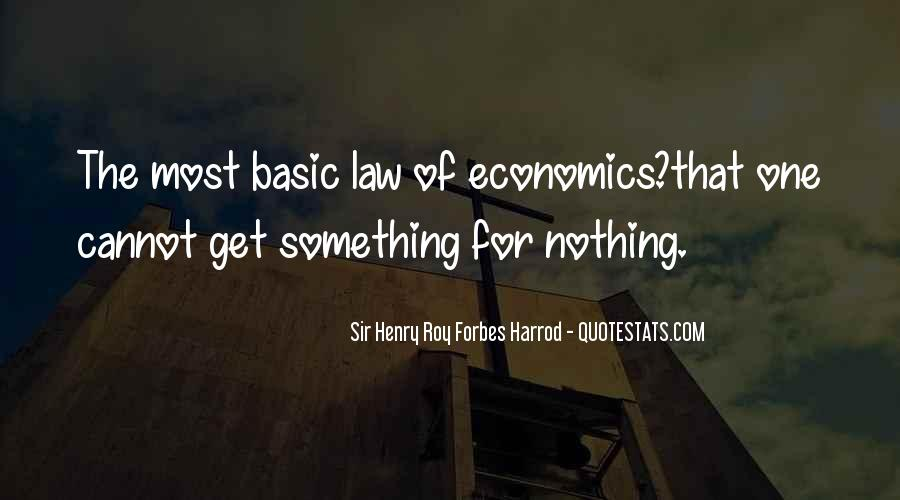 The most basic law of economics?that one
cannot get something for nothing.
Sir Henry Roy Forbes Harrod - QUOTESTATS.COM